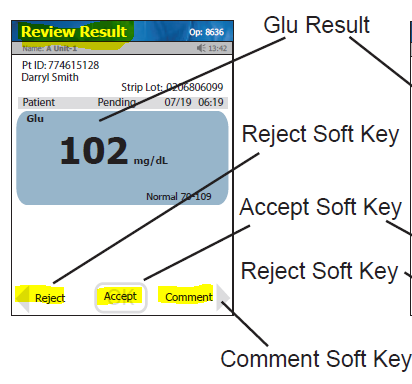 Review Result Op: 8636
Name: A Unit-1 13:42
Pt ID: 774615128
Darryl Smith
Strip Lot: 0206806099
Patient Pending 07/19 06:19
Glu
102 mg/dL
Normal 70-109
Reject Accept Comment
Glu Result
Reject Soft Key
Accept Soft Key
Reject Soft Key
Comment Soft Key